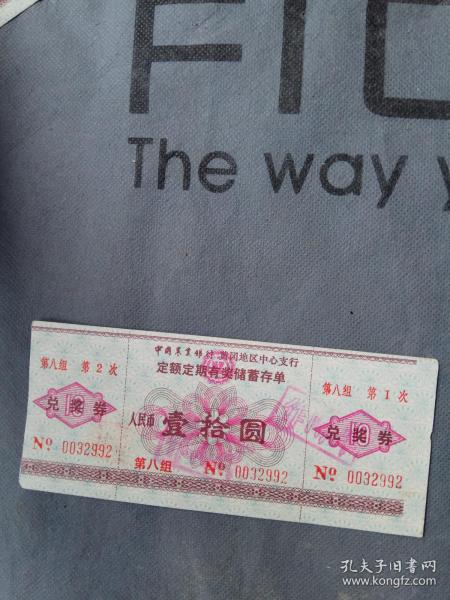 The way
中国农业银行 黄冈地区中心支行
定额定期有奖储蓄存单
第八组 第2次
兑奖券
No 0032992
人民币 壹拾圆
第八组 No 0032992
第八组 第1次
兑奖券
No 0032992
孔夫子旧书网
www.kongfz.com